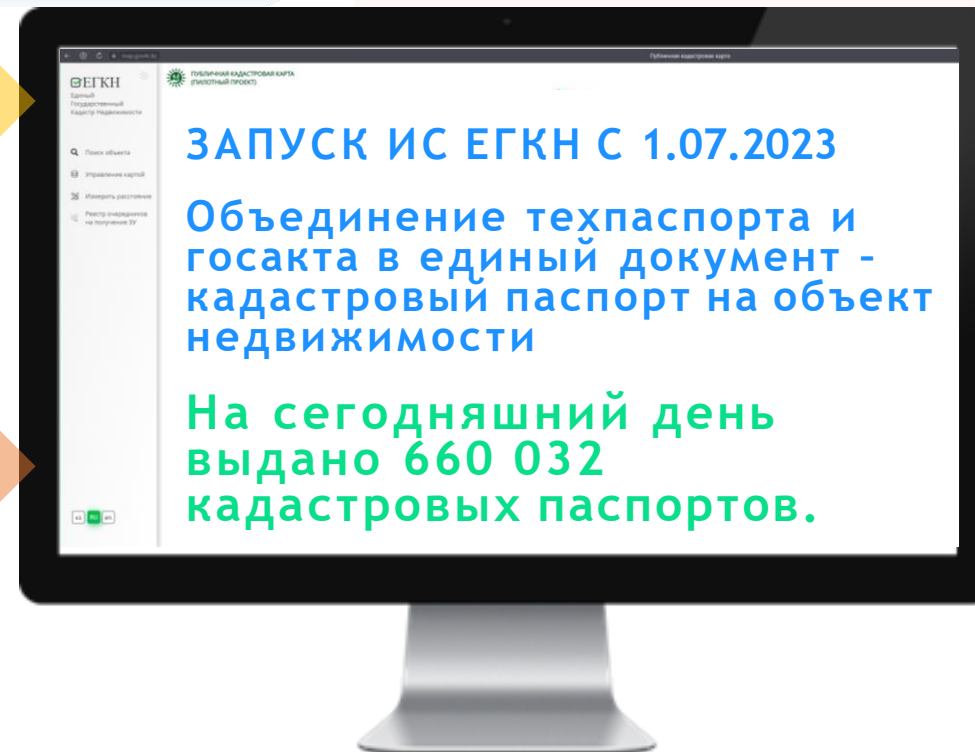 Публичная кадастровая карта
ЕГКН
Единый
Государственный
Кадастр Недвижимости
ПУБЛИЧНАЯ КАДАСТРОВАЯ КАРТА
(ПИЛОТНЫЙ ПРОЕКТ)
Поиск объекта
Управление картой
Измерить расстояние
Реестр очередников
на получение ЗУ
ЗАПУСК ИС ЕГКН С 1.07.2023
Объединение техпаспорта и
госакта в единый документ –
кадастровый паспорт на объект
недвижимости
На сегодняшний день
выдано 660 032
кадастровых паспортов.
RU
en